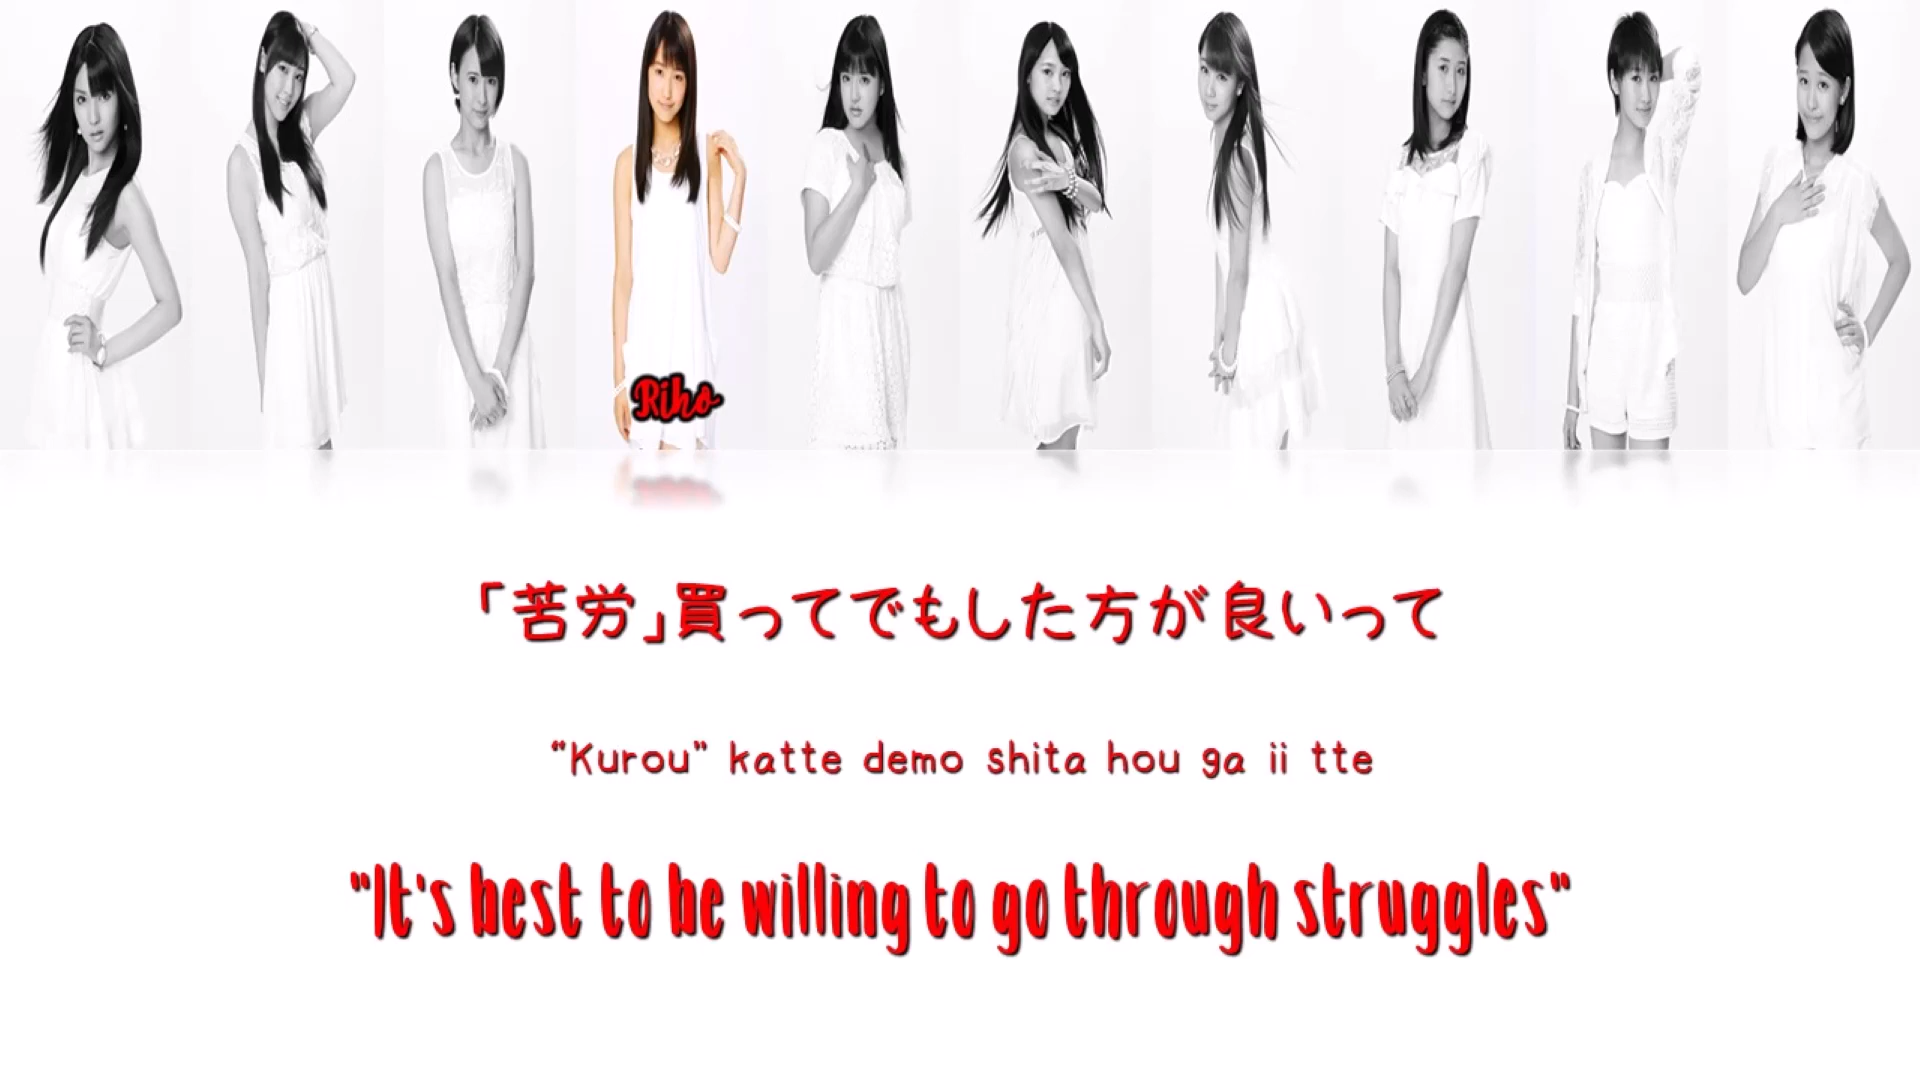 Riho
「苦労」買ってでもした方が良いって
"Kurou" katte demo shita hou ga ii tte
"It's best to be willing to go through struggles"